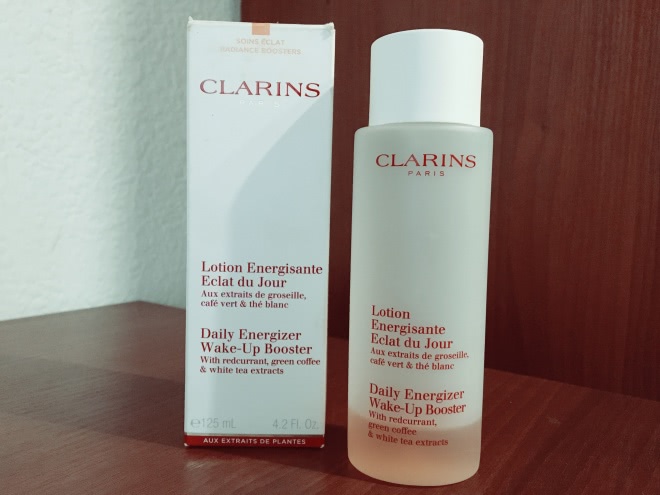 SOINS ÉCLAT
RADIANCE BOOSTERS
CLARINS
Lotion Energisante
Eclat du Jour
Aux extraits de groseille,
café vert & thé blanc
Daily Energizer
Wake-Up Booster
With redcurrant, green coffee
& white tea extracts
℮125 mL 4.2 Fl. Oz.
AUX EXTRAITS DE PLANTES
CLARINS
PARIS
Lotion
Energisante
Eclat du Jour
Aux extraits de groseille,
café vert & thé blanc
Daily Energizer
Wake-Up Booster
With redcurrant,
green coffee
& white tea extracts